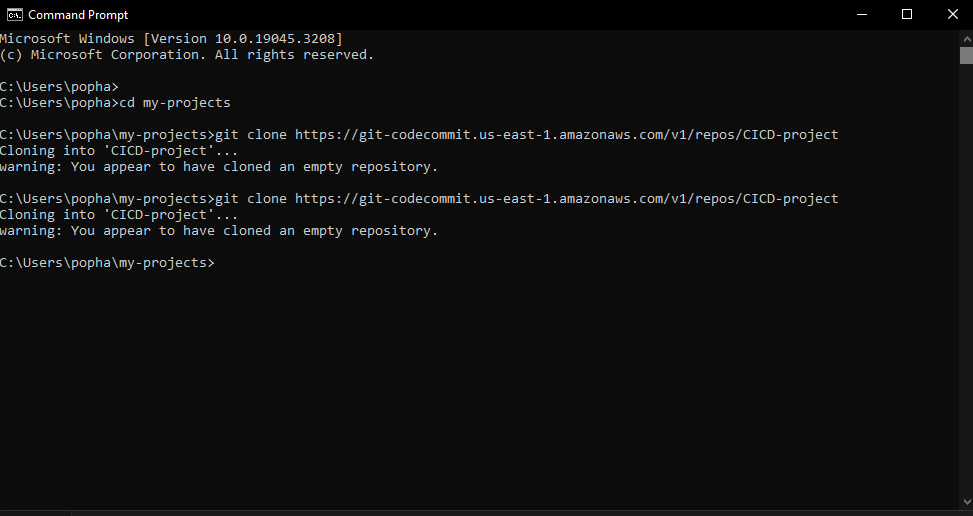 Command Prompt
Microsoft Windows [Version 10.0.19045.3208]
(c) Microsoft Corporation. All rights reserved.
C:\Users\popha>
C:\Users\popha>cd my-projects
C:\Users\popha\my-projects>git clone https://git-codecommit.us-east-1.amazonaws.com/v1/repos/CICD-project
Cloning into 'CICD-project'...
warning: You appear to have cloned an empty repository.
C:\Users\popha\my-projects>git clone https://git-codecommit.us-east-1.amazonaws.com/v1/repos/CICD-project
Cloning into 'CICD-project'...
warning: You appear to have cloned an empty repository.
C:\Users\popha\my-projects>